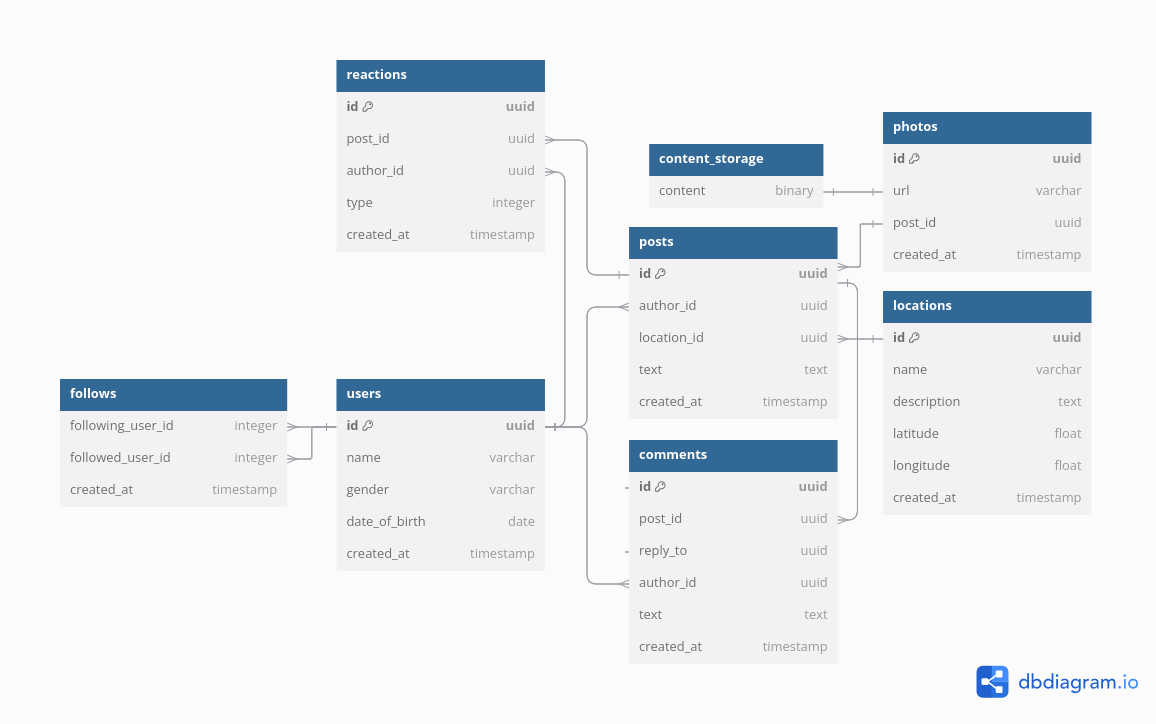 reactions
id uuid
post_id uuid
author_id uuid
type integer
created_at timestamp
content_storage
content binary
photos
id uuid
url varchar
post_id uuid
created_at timestamp
posts
id uuid
author_id uuid
location_id uuid
text text
created_at timestamp
locations
id uuid
name varchar
description text
latitude float
longitude float
created_at timestamp
follows
following_user_id integer
followed_user_id integer
created_at timestamp
users
id uuid
name varchar
gender varchar
date_of_birth date
created_at timestamp
comments
id uuid
post_id uuid
reply_to uuid
author_id uuid
text text
created_at timestamp
dbdiagram.io